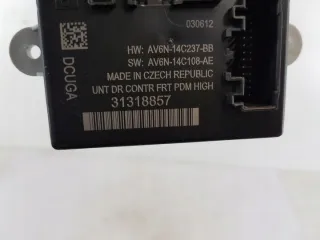 030612
HW: AV6N-14C237-BB
SW: AV6N-14C108-AE
MADE IN CZECH REPUBLIC
UNT DR CONTR FRT PDM HIGH
31318857
DCUGA